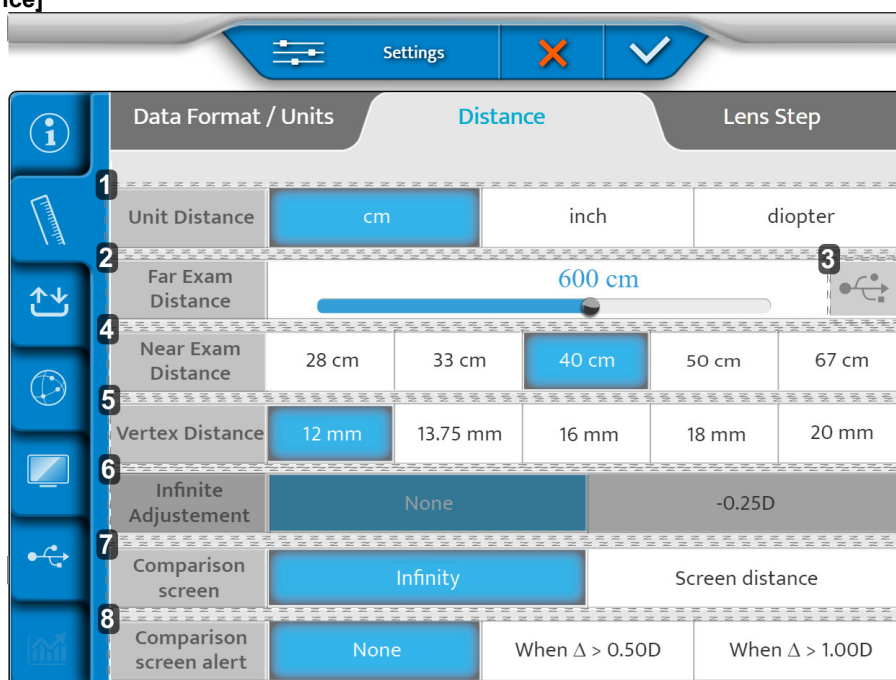 ice]
Settings
Data Format / Units Distance Lens Step
1
Unit Distance cm inch diopter
2
Far Exam Distance 600 cm
3
4
Near Exam Distance 28 cm 33 cm 40 cm 50 cm 67 cm
5
Vertex Distance 12 mm 13.75 mm 16 mm 18 mm 20 mm
6
Infinite Adjustement None -0.25D
7
Comparison screen Infinity Screen distance
8
Comparison screen alert None When Δ > 0.50D When Δ > 1.00D